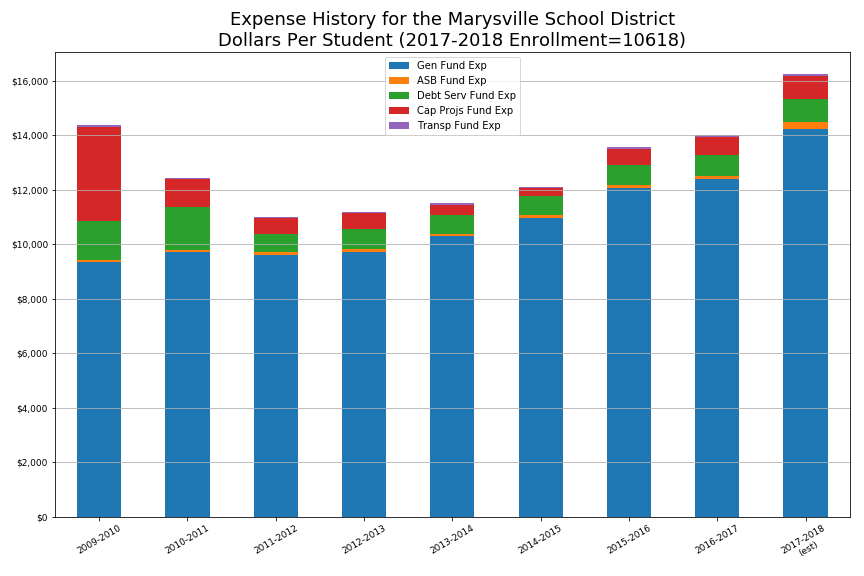 Expense History for the Marysville School District
Dollars Per Student (2017-2018 Enrollment=10618)
Gen Fund Exp
ASB Fund Exp
Debt Serv Fund Exp
Cap Projs Fund Exp
Transp Fund Exp
$16,000
$14,000
$12,000
$10,000
$8,000
$6,000
$4,000
$2,000
$0
2009-2010
2010-2011
2011-2012
2012-2013
2013-2014
2014-2015
2015-2016
2016-2017
2017-2018
(est)